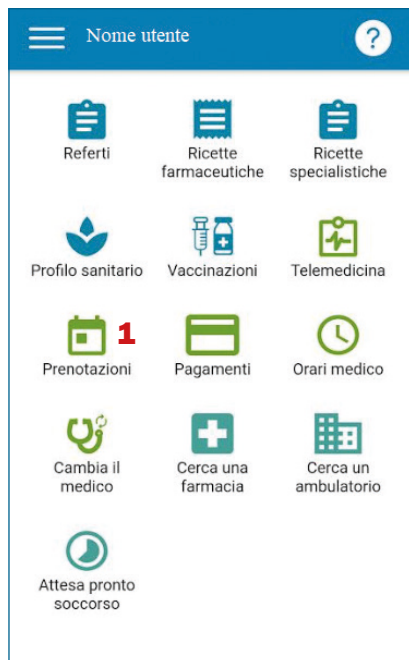 Nome utente
?
Referti
Ricette
farmaceutiche
Ricette
specialistiche
Profilo sanitario
Vaccinazioni
Telemedicina
1
Prenotazioni
Pagamenti
Orari medico
Cambia il
medico
Cerca una
farmacia
Cerca un
ambulatorio
Attesa pronto
soccorso